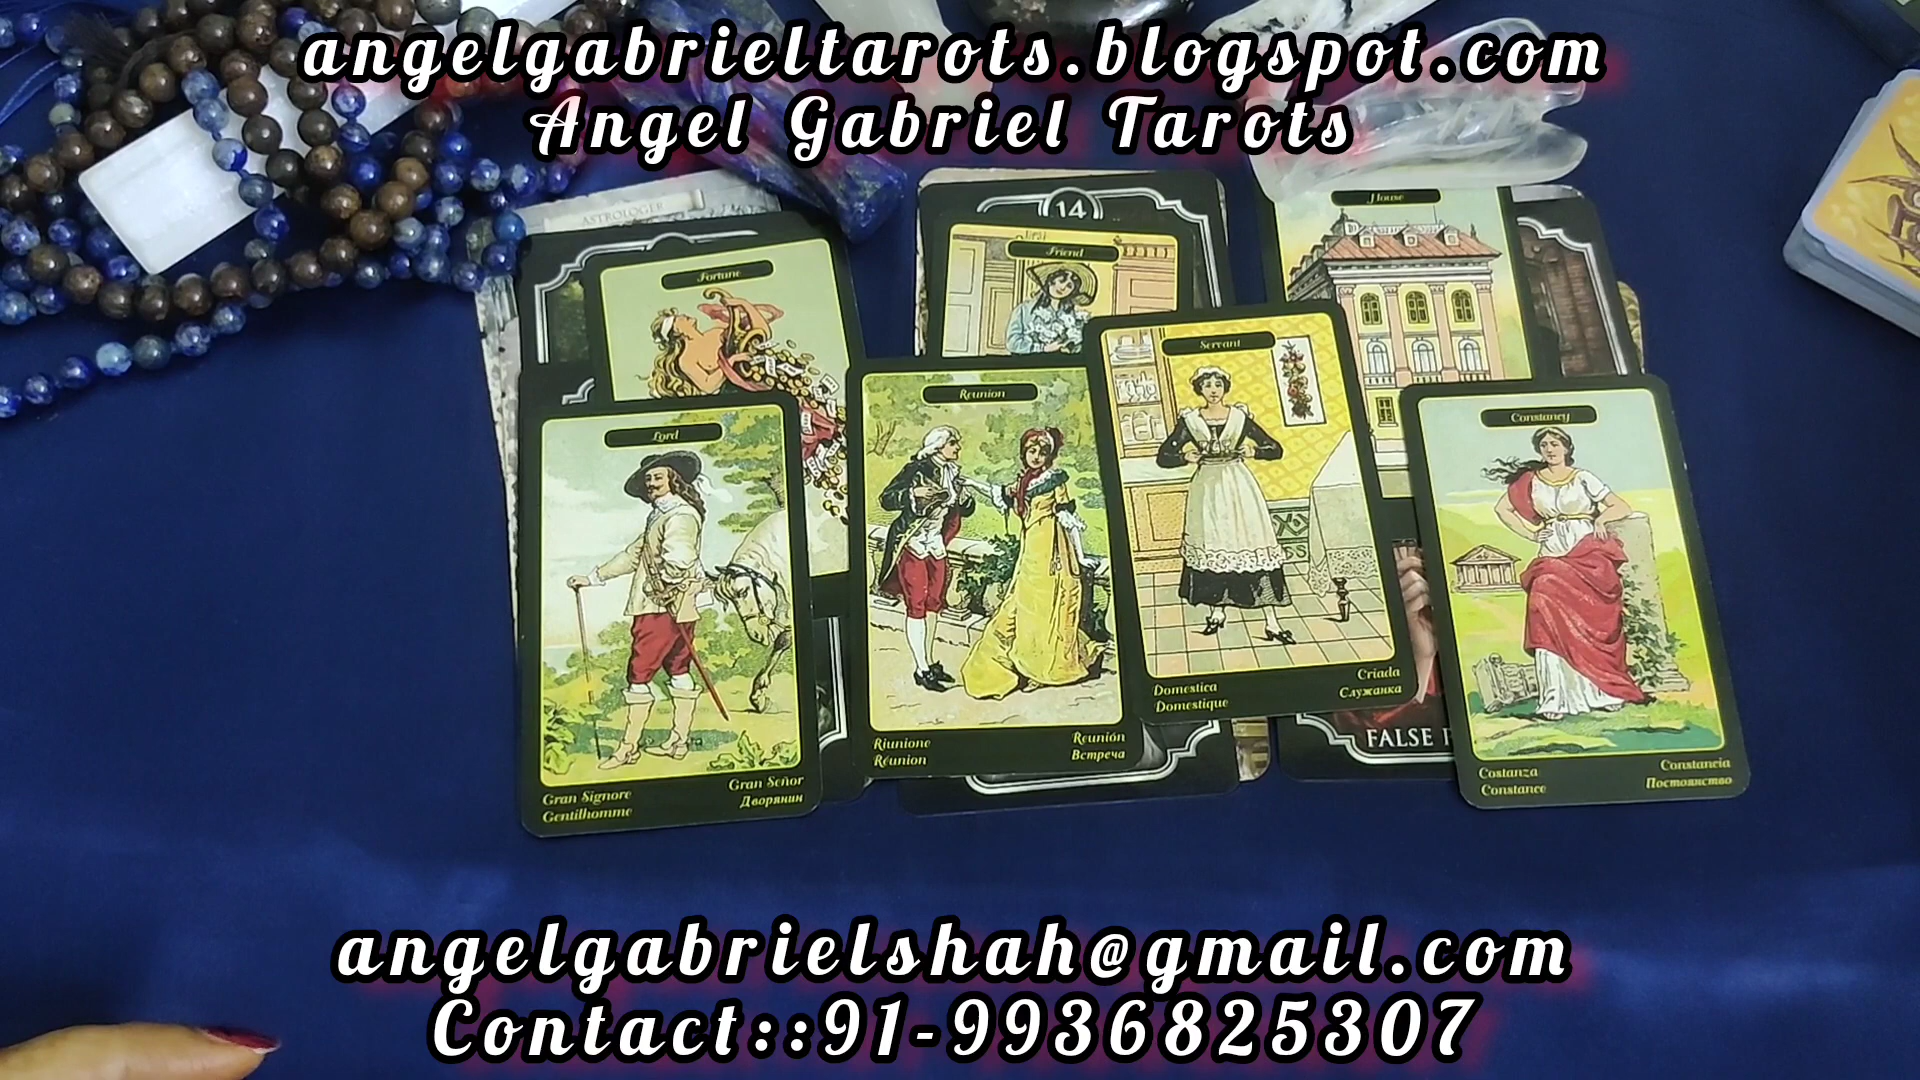 angelgabrieltarots.blogspot.com
Angel Gabriel Tarots
ASTROLOGER
14
House
Friend
Fortune
Servant
Reunion
Constancy
Lord
Domestica
Criada
Domestique
Служанка
FALSE
Riunione
Reunión
Réunion
Встреча
Costanza
Constancia
Constance
Постоянство
Gran Signore
Gran Señor
Gentilhomme
Дворянин
angelgabrielshah@gmail.com
Contact::91-9936825307